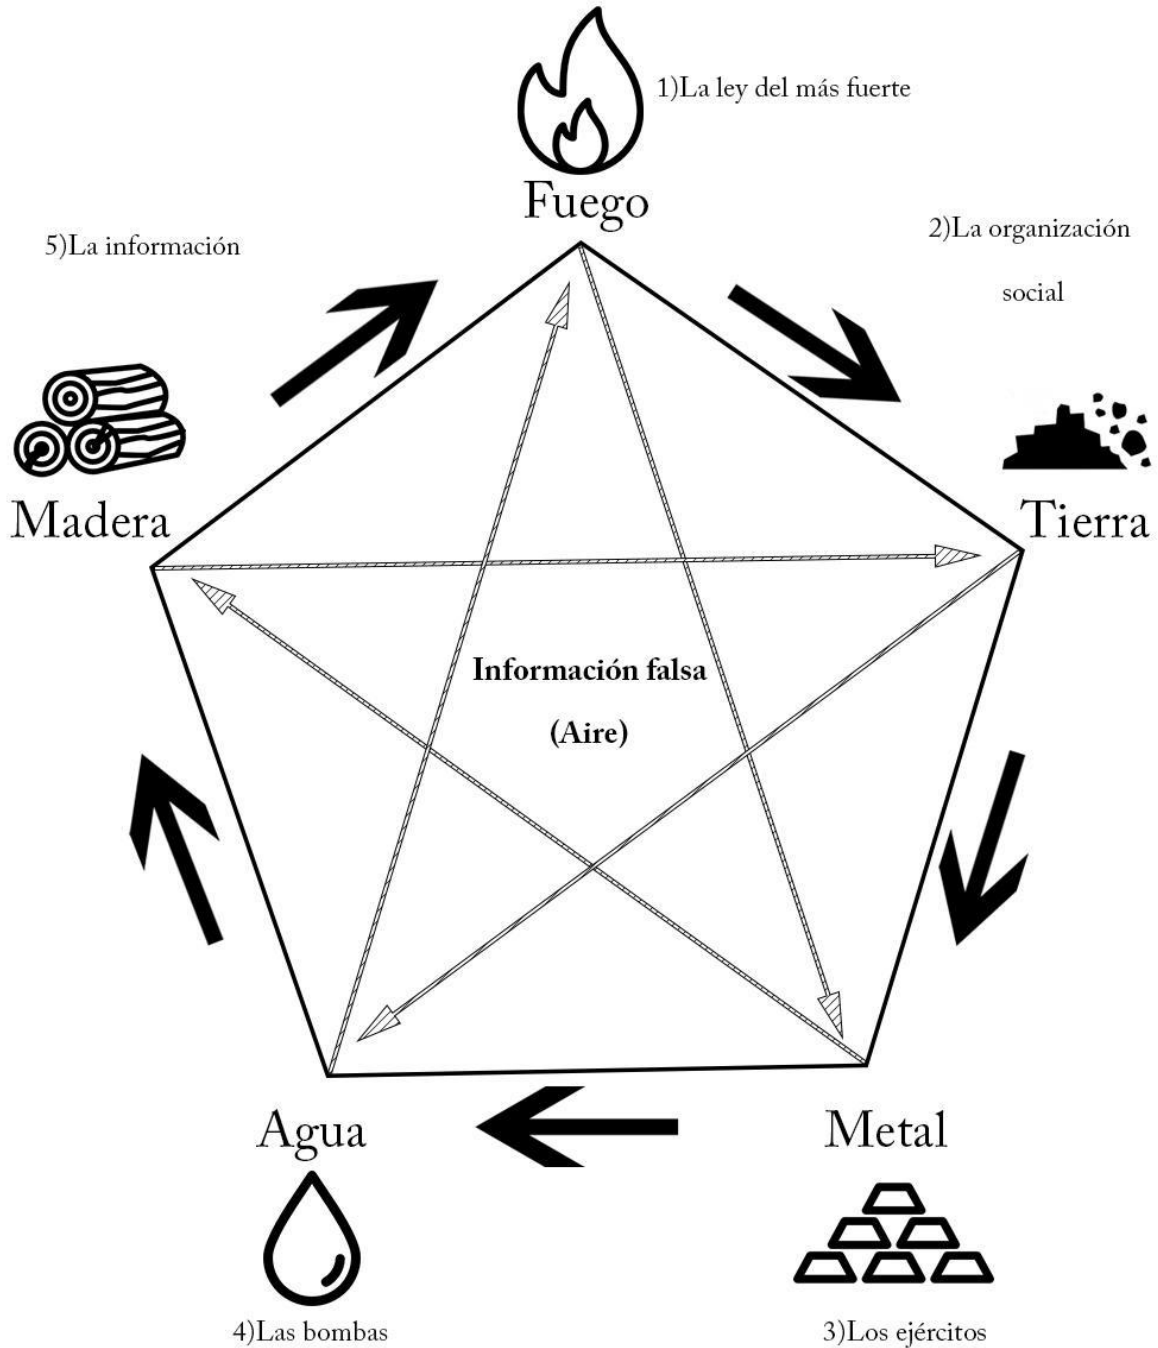 1)La ley del más fuerte
Fuego
5)La información
2)La organización
social
Madera
Tierra
Información falsa
(Aire)
Agua
Metal
4)Las bombas
3)Los ejércitos